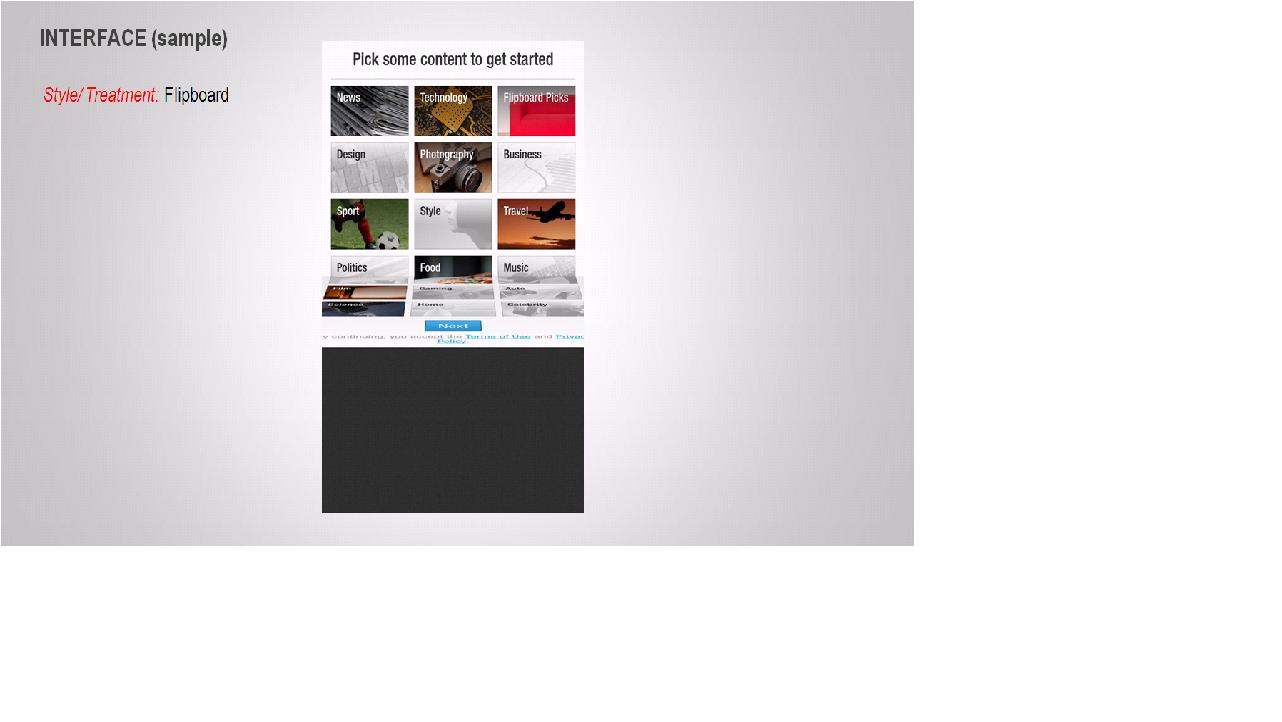 INTERFACE (sample)
Style/ Treatment: Flipboard
Pick some content to get started
News Technology Flipboard Picks
Design Photography Business
Sport Style Travel
Politics Food Music
Film Gaming Auto
Science Home Celebrity
Next
y continuing, you accept the Terms of Use and Privac
Policy.